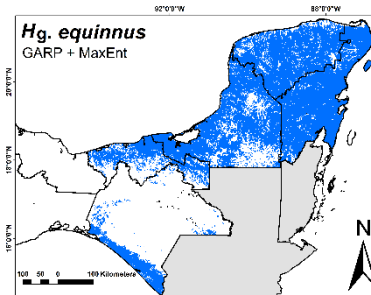 92°0'0"W 88°0'0"W
Hg. equinnus
GARP + MaxEnt
20°0'0"N
18°0'0"N
16°0'0"N
100 50 0 100 Kilometers
N